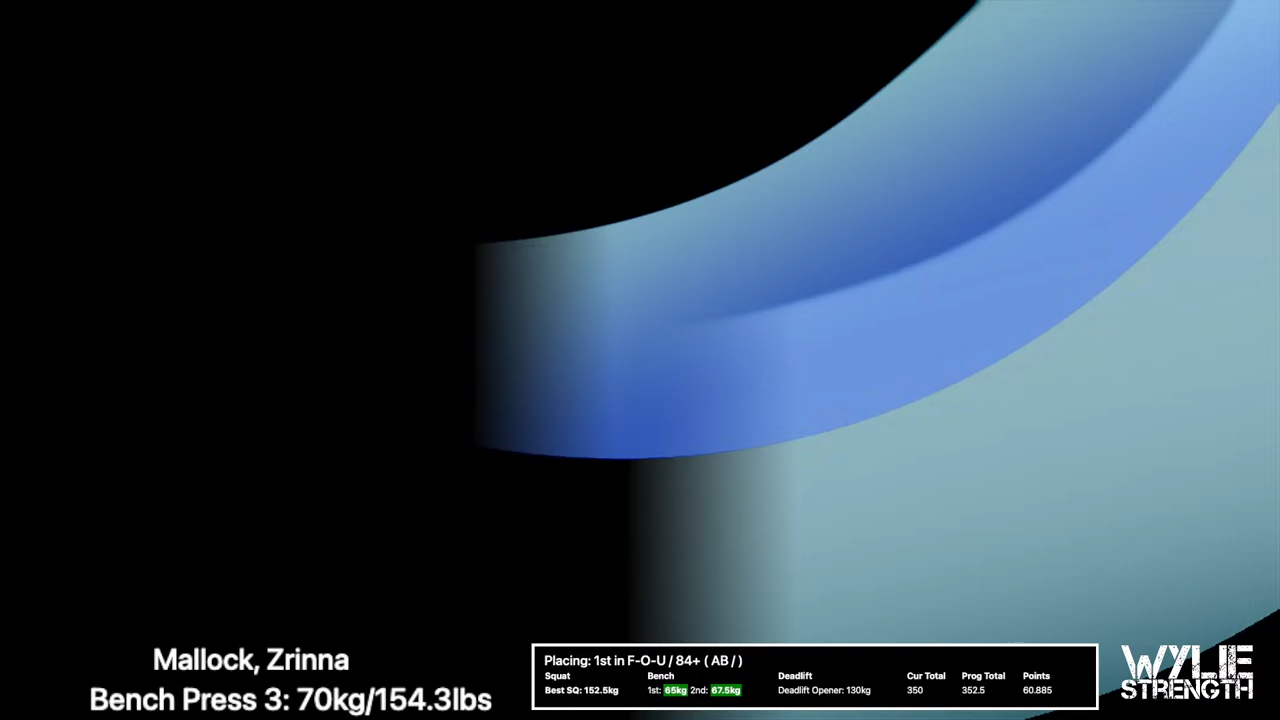 Mallock, Zrinna
Bench Press 3: 70kg/154.3lbs
Placing: 1st in F-O-U / 84+ ( AB / )
Squat Bench Deadlift Cur Total Prog Total Points
Best SQ: 152.5kg 1st: 65kg 2nd: 67.5kg Deadlift Opener: 130kg 350 352.5 60.885
WYLIE
STRENGTH